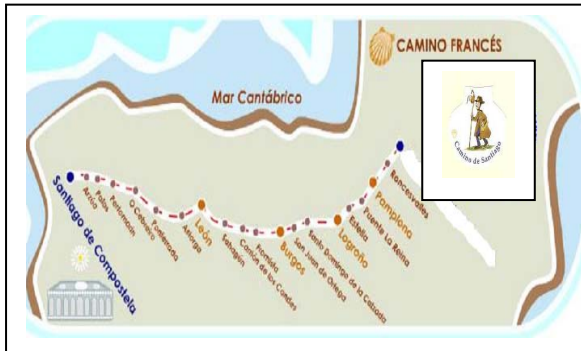 CAMINO FRANCÉS
Mar Cantábrico
Camino de Santiago
Santiago de Compostela
Arzúa
Palas
Portomarín
O Cebreiro
Ponferrada
Astorga
León
Sahagún
Carrión de los Condes
Fromista
Burgos
San Juan de Ortega
Santo Domingo de la Calzada
Logroño
Estella
Puente La Reina
Pamplona
Roncesvalles